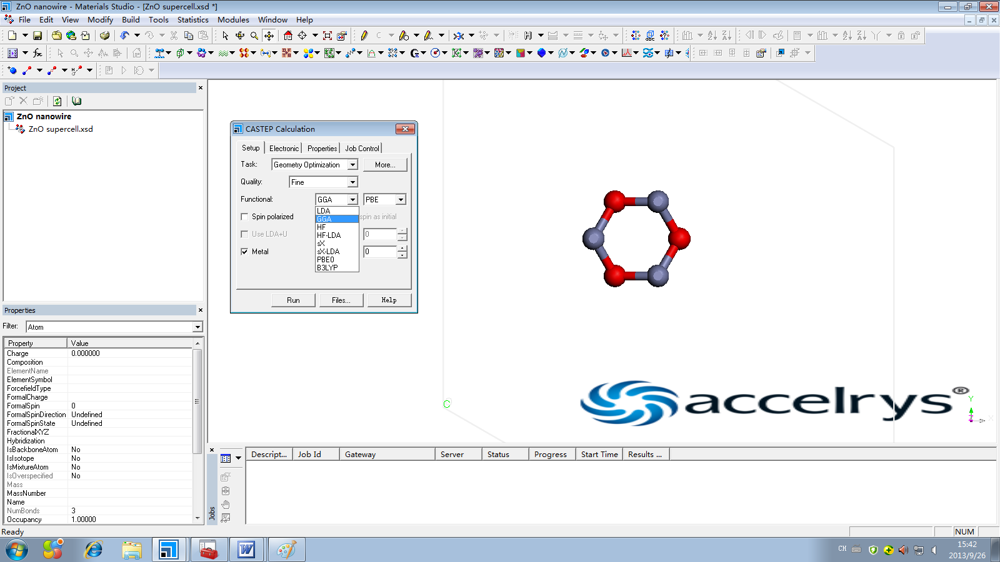 ZnO nanowire - Materials Studio - [ZnO supercell.xsd *]
File Edit View Modify Build Tools Statistics Modules Window Help
Project
ZnO nanowire
ZnO supercell.xsd
CASTEP Calculation
Setup Electronic Properties Job Control
Task: Geometry Optimization More...
Quality: Fine
Functional: GGA PBE
LDA
GGA
HF
HF-LDA
sX
sX-LDA
PBE0
B3LYP
Spin polarized spin as initial
Use LDA+U 0
Metal 0
Run Files... Help
Properties
Filter: Atom
Property Value
Charge 0.000000
Composition
ElementName
ElementSymbol
ForcefieldType
FormalCharge
FormalSpin 0
FormalSpinDirection Undefined
FormalSpinState Undefined
FractionalXYZ
Hybridization
IsBackboneAtom No
IsIsotope No
IsMixtureAtom No
IsOverspecified No
Mass
MassNumber
Name
NumBonds 3
Occupancy 1.00000
C
accelrys®
Y
Z
X
Jobs
Descript... Job Id Gateway Server Status Progress Start Time Results ...
Ready
NUM
CH
15:42
2013/9/26